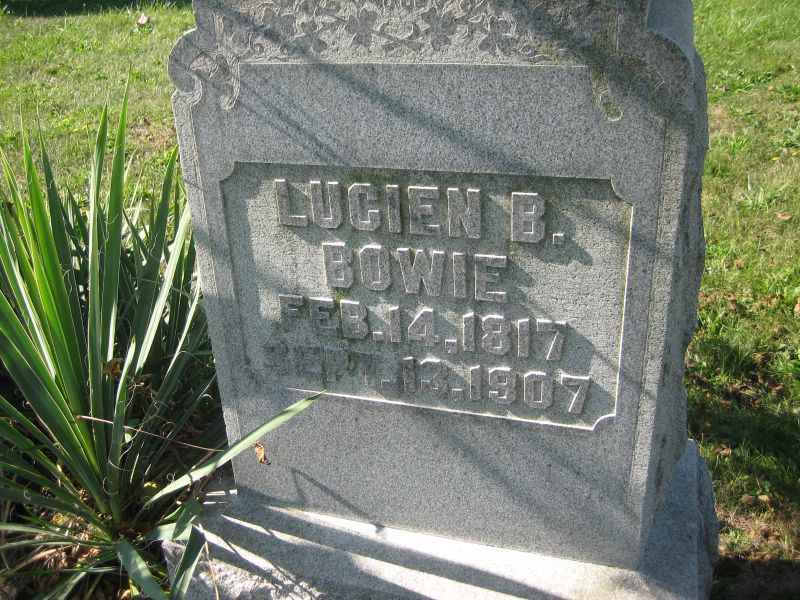 LUCIEN B.
BOWIE
FEB.14,1817
SEPT.13.1907